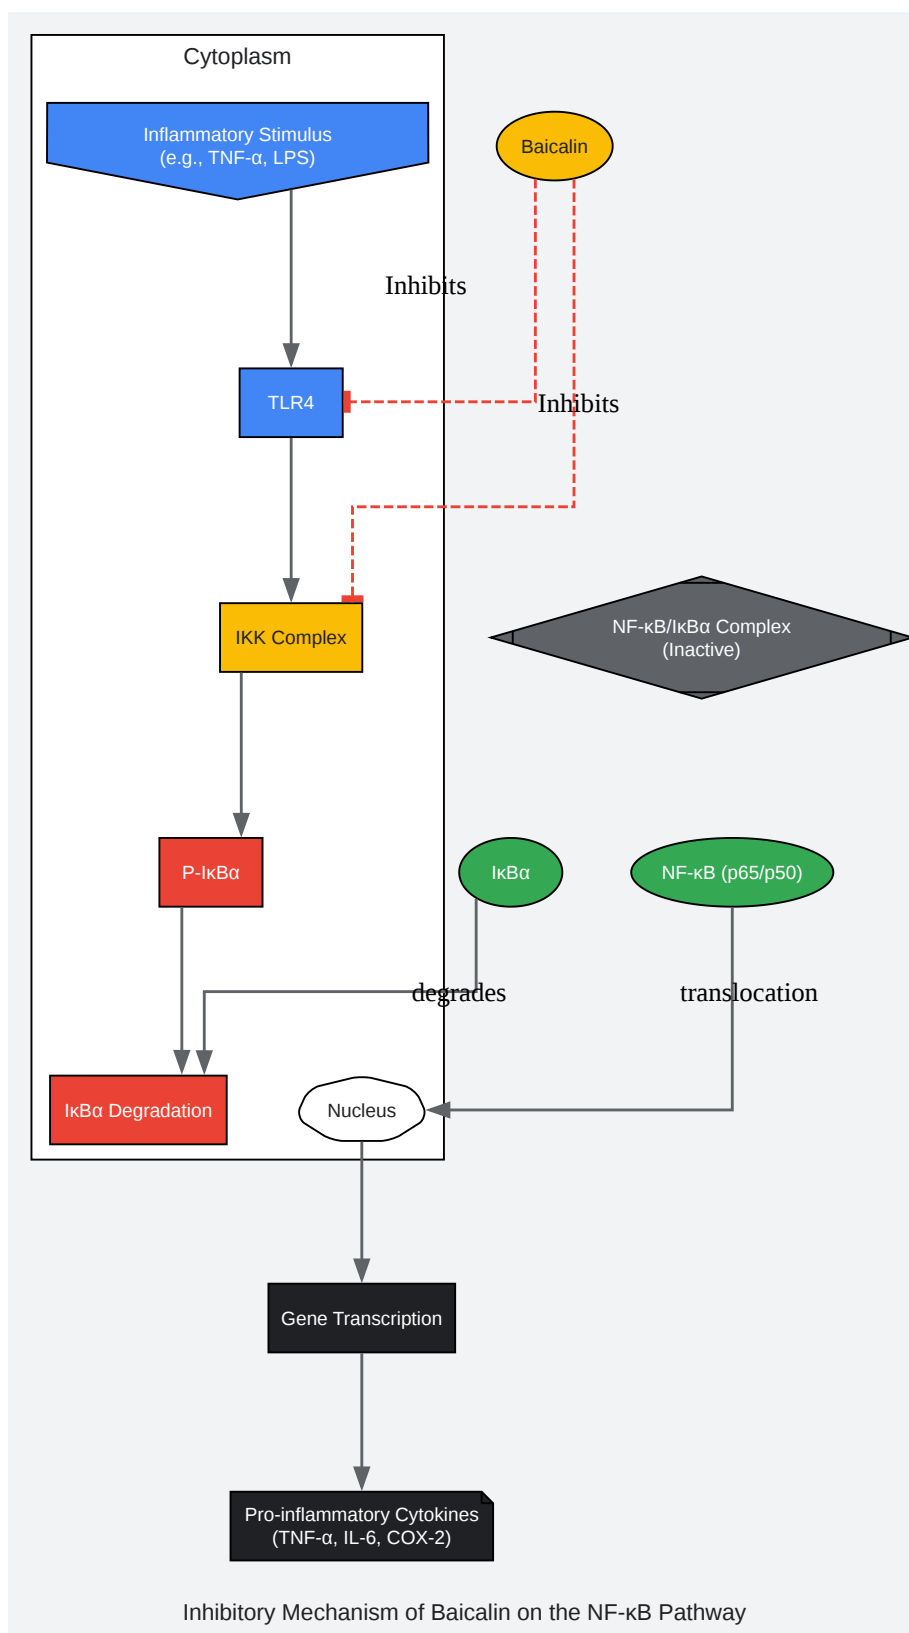 Cytoplasm
Inflammatory Stimulus
(e.g., TNF-α, LPS)
Baicalin
Inhibits
TLR4
Inhibits
IKK Complex
NF-κB/IκBα Complex
(Inactive)
P-IκBα
IκBα
NF-κB (p65/p50)
degrades
translocation
IκBα Degradation
Nucleus
Gene Transcription
Pro-inflammatory Cytokines
(TNF-α, IL-6, COX-2)
Inhibitory Mechanism of Baicalin on the NF-κB Pathway